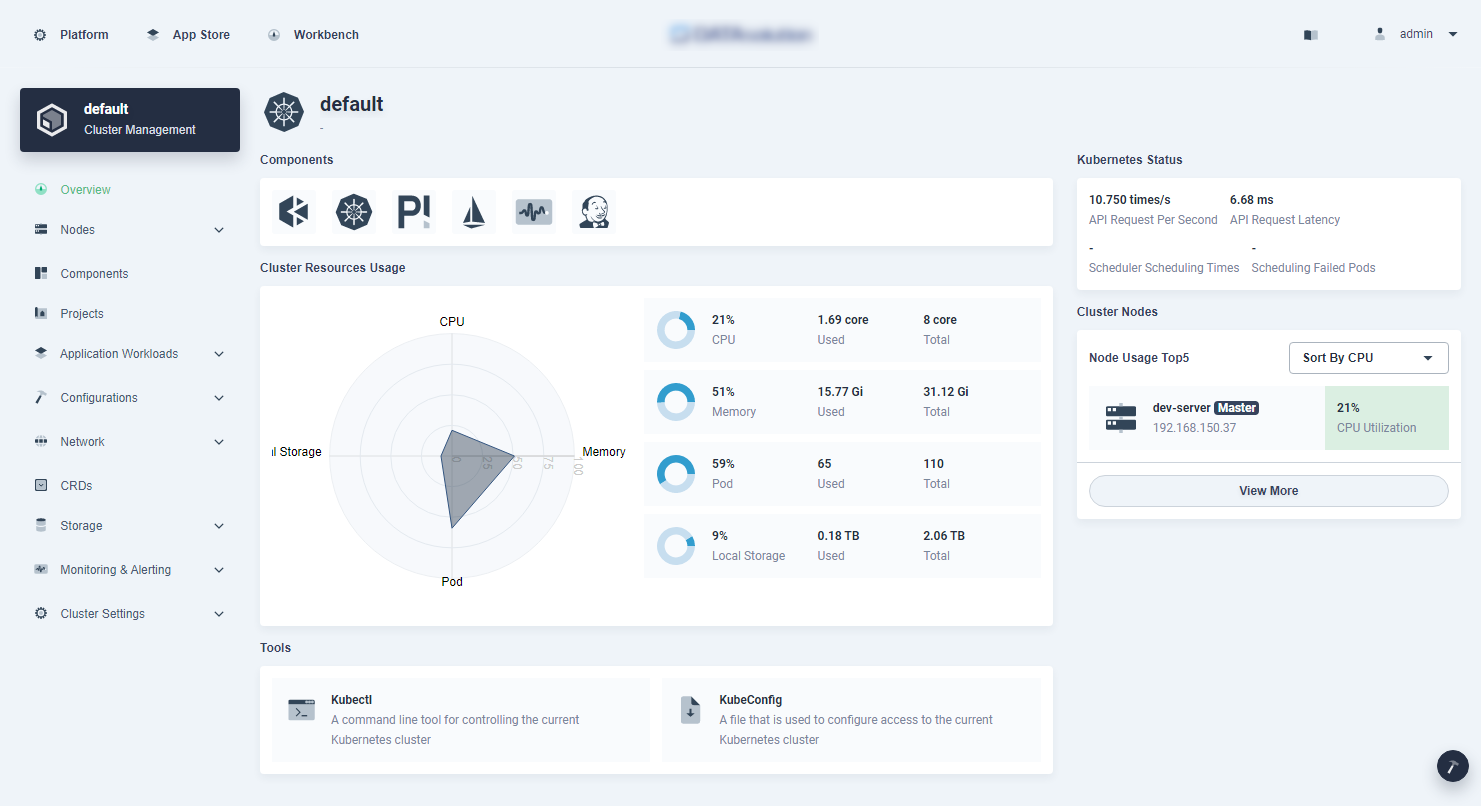 Platform
App Store
Workbench
admin
default
Cluster Management
Overview
Nodes
Components
Projects
Application Workloads
Configurations
Network
CRDs
Storage
Monitoring & Alerting
Cluster Settings
default
-
Components
P!
Cluster Resources Usage
CPU
Memory
Pod
l Storage
0 25 50 75 100
21% 1.69 core 8 core
CPU Used Total
51% 15.77 Gi 31.12 Gi
Memory Used Total
59% 65 110
Pod Used Total
9% 0.18 TB 2.06 TB
Local Storage Used Total
Tools
Kubectl
A command line tool for controlling the current
Kubernetes cluster
KubeConfig
A file that is used to configure access to the current
Kubernetes cluster
Kubernetes Status
10.750 times/s 6.68 ms
API Request Per Second API Request Latency
- -
Scheduler Scheduling Times Scheduling Failed Pods
Cluster Nodes
Node Usage Top5
Sort By CPU
dev-server Master
192.168.150.37
21%
CPU Utilization
View More